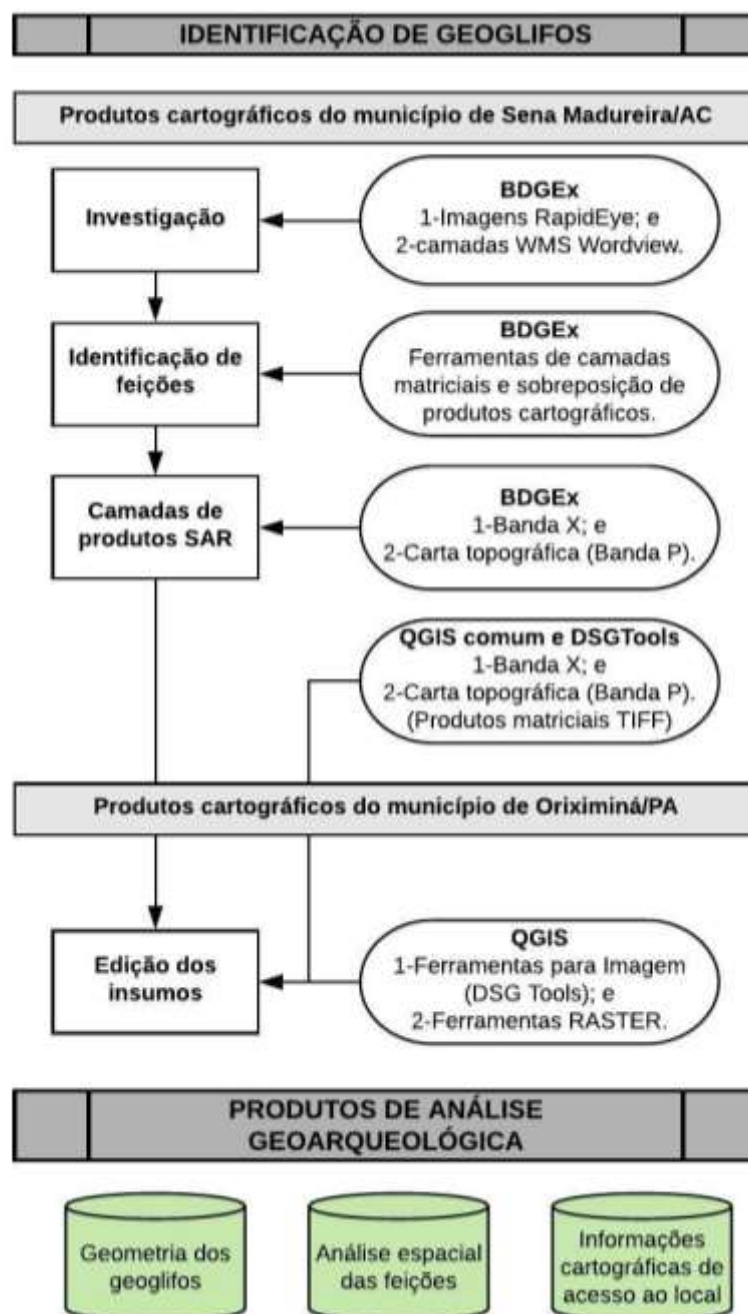 IDENTIFICAÇÃO DE GEOGLIFOS
Produtos cartográficos do município de Sena Madureira/AC
Investigação
BDGEx
1-Imagens RapidEye; e
2-camadas WMS Wordview.
Identificação de
feições
BDGEx
Ferramentas de camadas
matriciais e sobreposição de
produtos cartográficos.
Camadas de
produtos SAR
BDGEx
1-Banda X; e
2-Carta topográfica (Banda P).
QGIS comum e DSGTools
1-Banda X; e
2-Carta topográfica (Banda P).
(Produtos matriciais TIFF)
Produtos cartográficos do município de Oriximiná/PA
Edição dos
insumos
QGIS
1-Ferramentas para Imagem
(DSG Tools); e
2-Ferramentas RASTER.
PRODUTOS DE ANÁLISE
GEOARQUEOLÓGICA
Geometria dos
geoglifos
Análise espacial
das feições
Informações
cartográficas de
acesso ao local